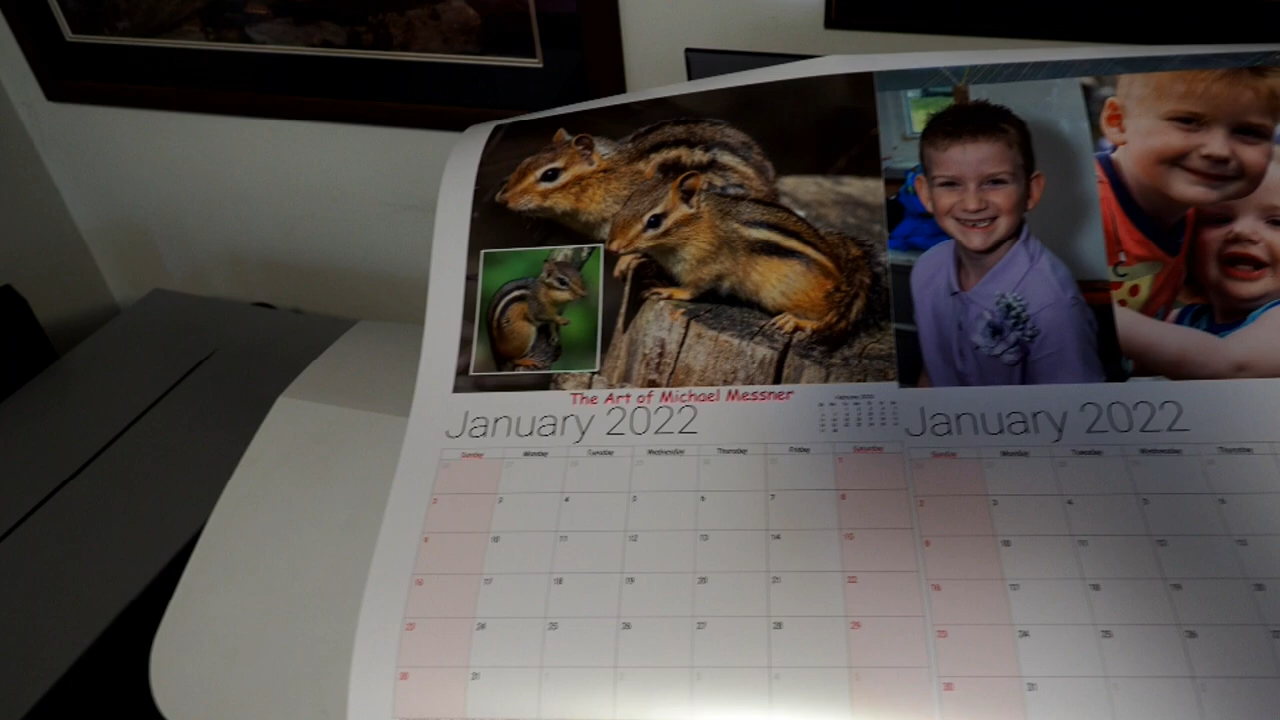 The Art of Michael Messner
January 2022
February 2022
Sunday Monday Tuesday Wednesday Thursday Friday Saturday
1
2 3 4 5 6 7 8
9 10 11 12 13 14 15
16 17 18 19 20 21 22
23 24 25 26 27 28 29
30 31
January 2022
Sunday Monday Tuesday Wednesday Thursday
2 3 4 5 6
9 10 11 12 13
16 17 18 19 20
23 24 25 26
30 31